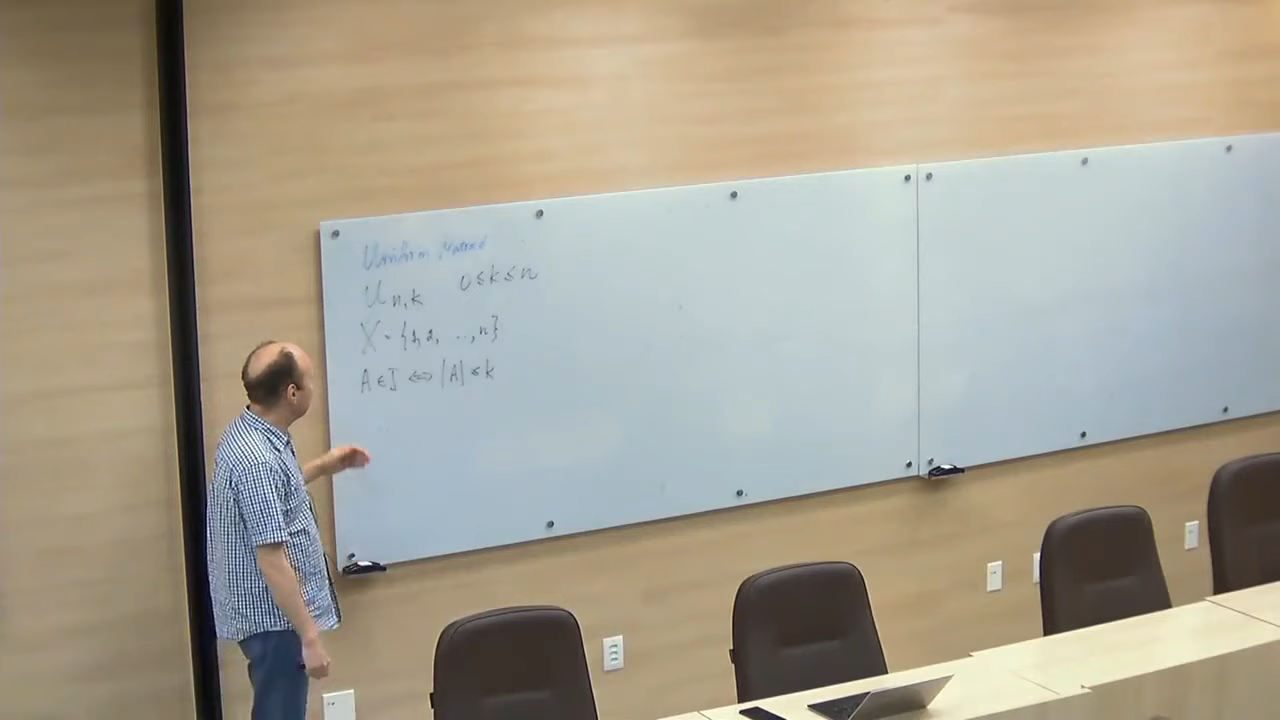 Uniform Matroid
U n,k 0 ≤ k ≤ n
X = {1, 2, ..., n}
A ∈ I ⇔ |A| ≤ k